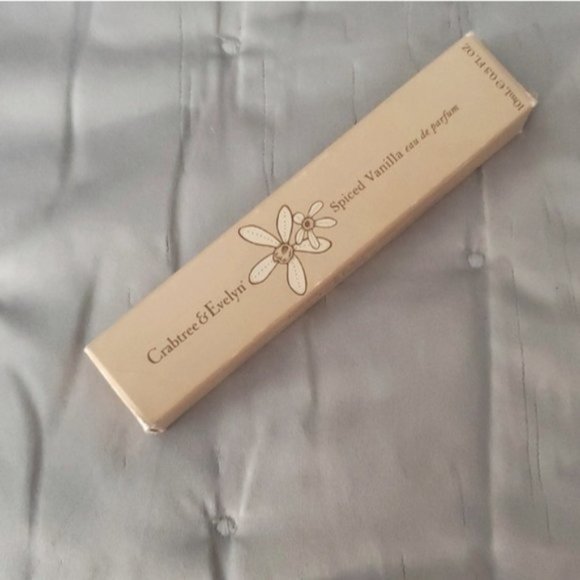 Crabtree & Evelyn®
Spiced Vanilla eau de parfum
10ml ℮ 0.3 FL.OZ